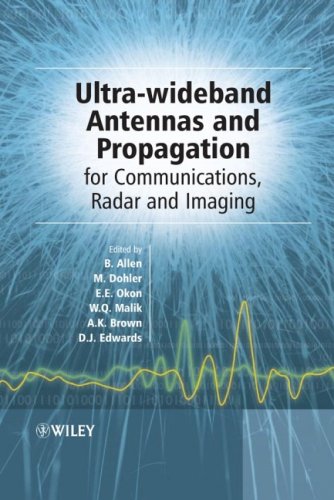 Ultra-wideband
Antennas and
Propagation
for Communications,
Radar and Imaging
Edited by
B. Allen
M. Dohler
E.E. Okon
W.Q. Malik
A.K. Brown
D.J. Edwards
WILEY